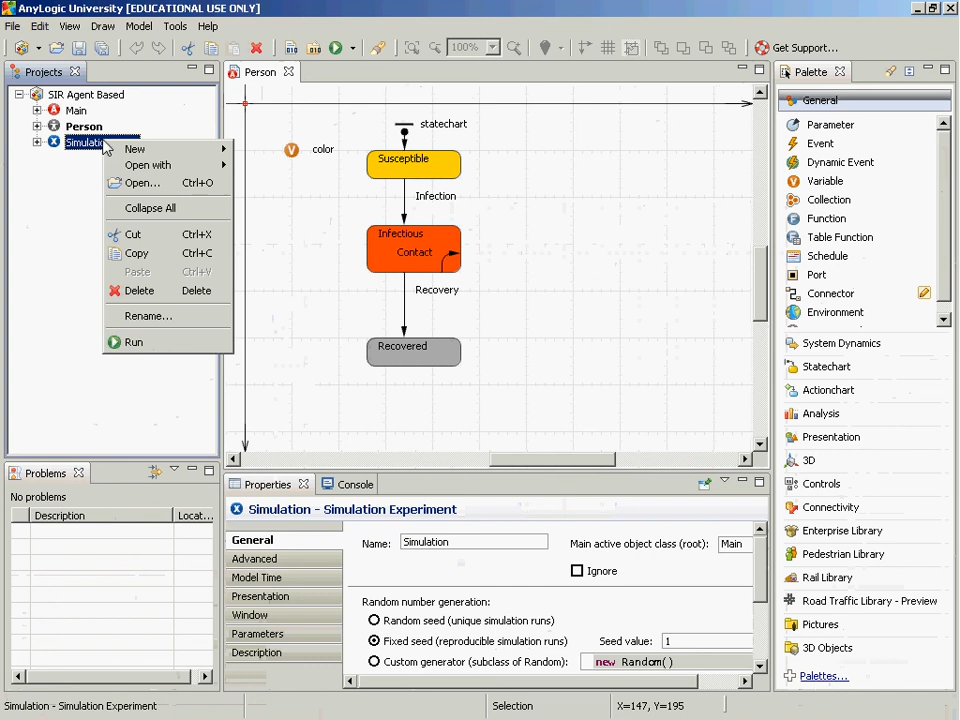 AnyLogic University [EDUCATIONAL USE ONLY]
File Edit View Draw Model Tools Help
100% Get Support...
Projects
SIR Agent Based
Main
Person
Simulatio
New
Open with
Open... Ctrl+O
Collapse All
Cut Ctrl+X
Copy Ctrl+C
Paste Ctrl+V
Delete Delete
Rename...
Run
Problems
No problems
Description Locat...
Person
statechart
color
Susceptible
Infection
Infectious
Contact
Recovery
Recovered
Properties Console
Simulation - Simulation Experiment
General
Advanced
Model Time
Presentation
Window
Parameters
Description
Name: Simulation Main active object class (root): Main
Ignore
Random number generation:
Random seed (unique simulation runs)
Fixed seed (reproducible simulation runs) Seed value: 1
Custom generator (subclass of Random): new Random()
Palette
General
Parameter
Event
Dynamic Event
Variable
Collection
Function
Table Function
Schedule
Port
Connector
Environment
System Dynamics
Statechart
Actionchart
Analysis
Presentation
3D
Controls
Connectivity
Enterprise Library
Pedestrian Library
Rail Library
Road Traffic Library - Preview
Pictures
3D Objects
Palettes...
Simulation - Simulation Experiment Selection X=147, Y=195